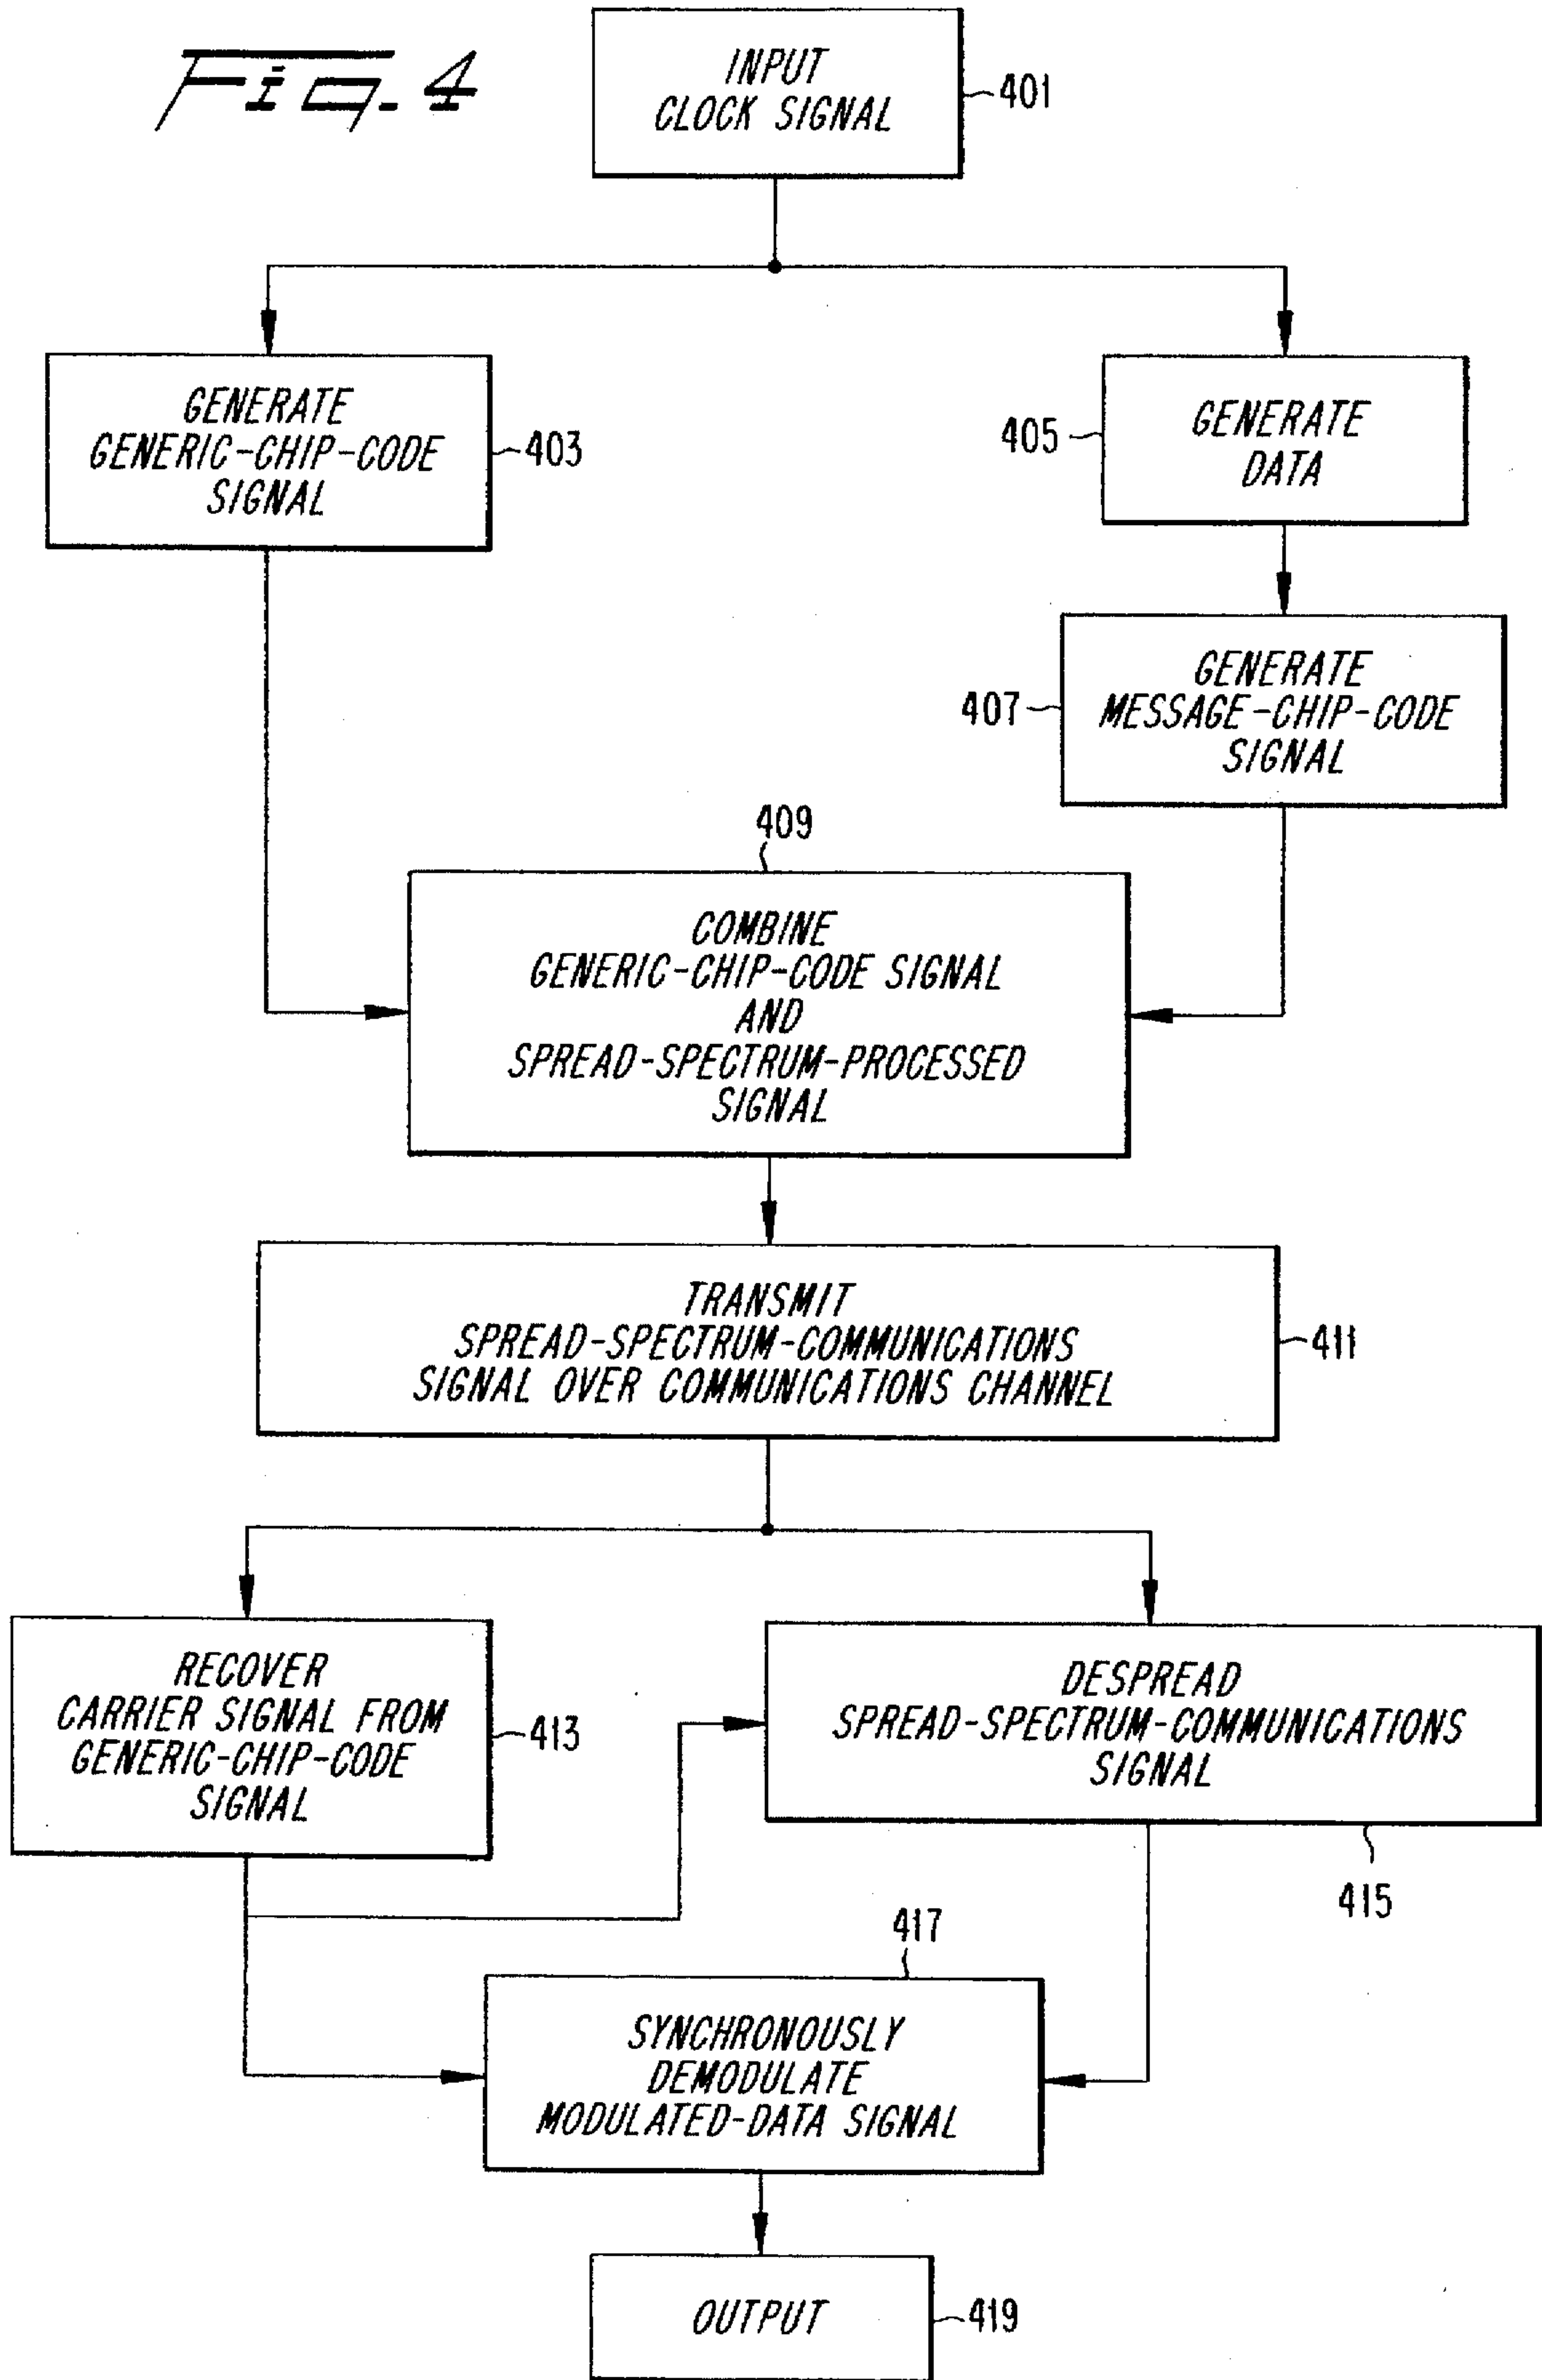 Fig. 4
INPUT
CLOCK SIGNAL
401
GENERATE
GENERIC-CHIP-CODE
SIGNAL
403
405
GENERATE
DATA
407
GENERATE
MESSAGE-CHIP-CODE
SIGNAL
409
COMBINE
GENERIC-CHIP-CODE SIGNAL
AND
SPREAD-SPECTRUM-PROCESSED
SIGNAL
TRANSMIT
SPREAD-SPECTRUM-COMMUNICATIONS
SIGNAL OVER COMMUNICATIONS CHANNEL
411
RECOVER
CARRIER SIGNAL FROM
GENERIC-CHIP-CODE
SIGNAL
413
DESPREAD
SPREAD-SPECTRUM-COMMUNICATIONS
SIGNAL
415
417
SYNCHRONOUSLY
DEMODULATE
MODULATED-DATA SIGNAL
OUTPUT
419